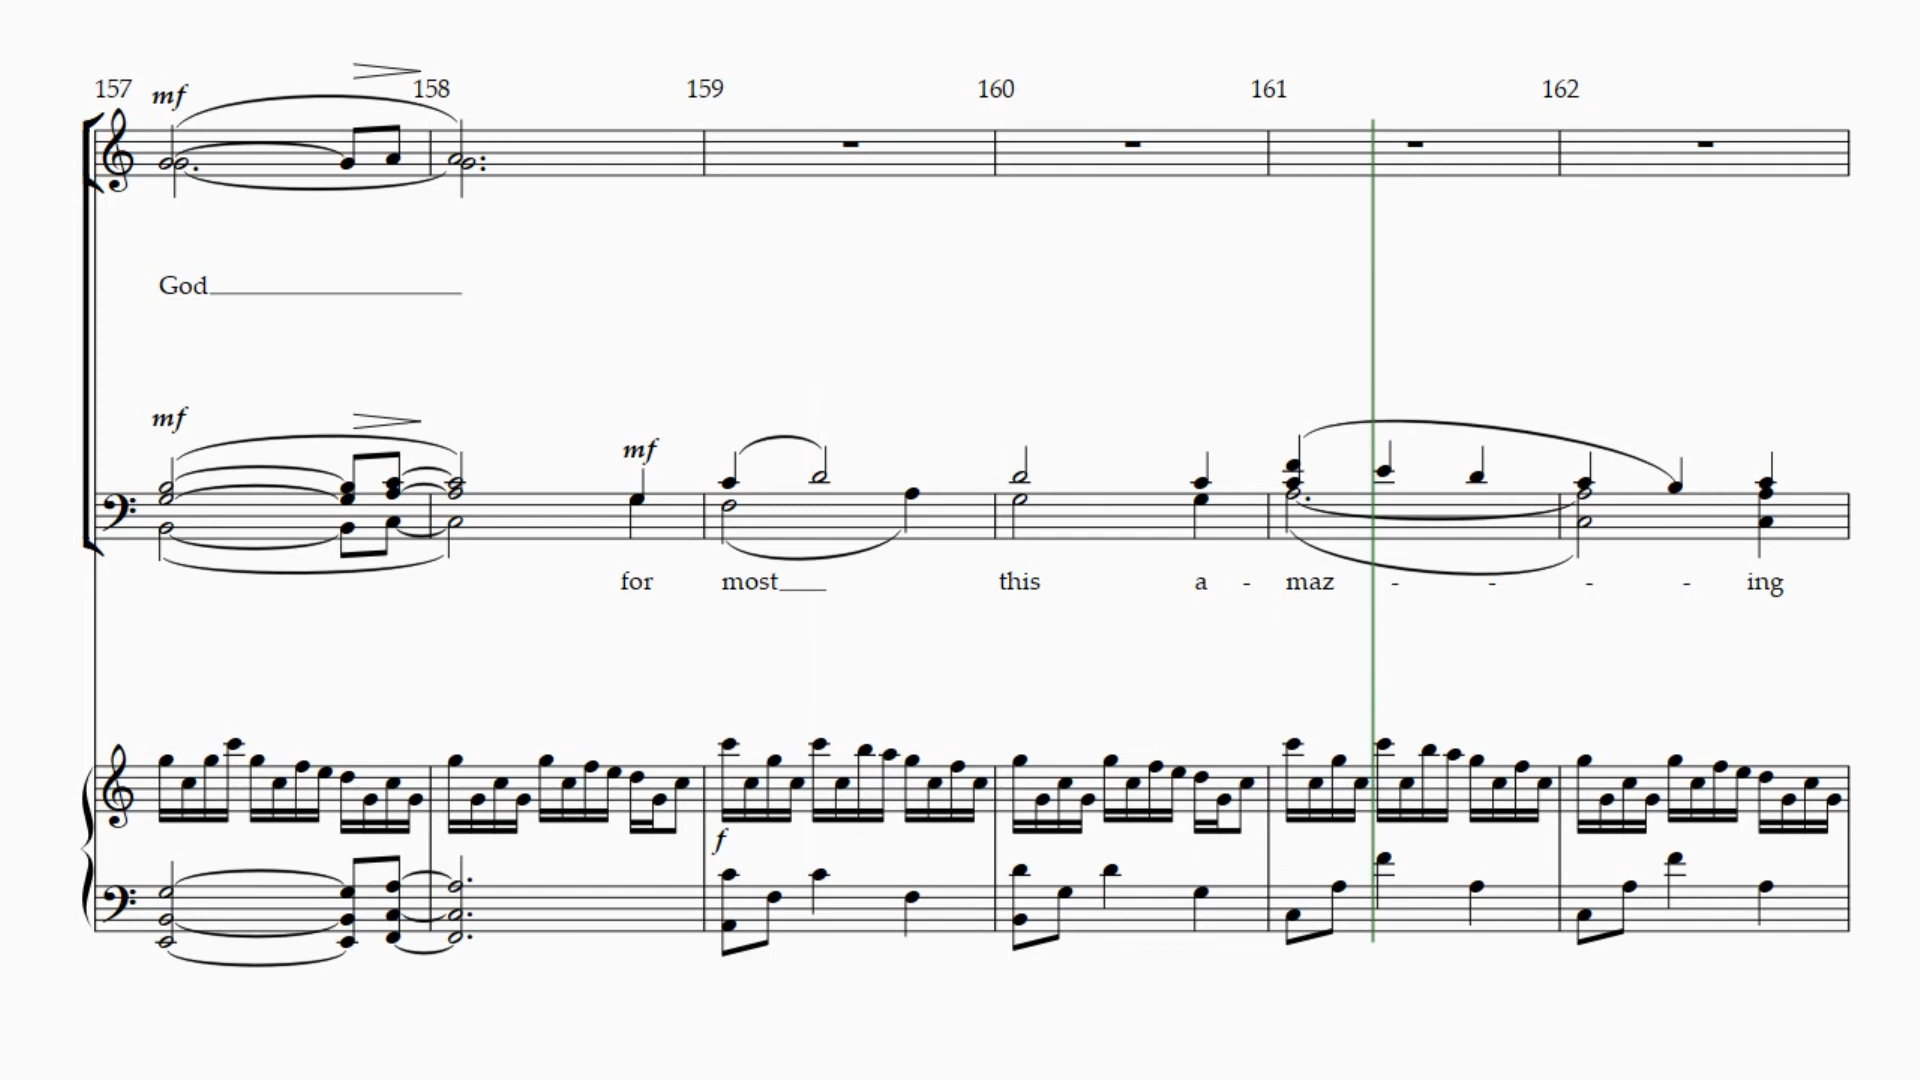 157 158 159 160 161 162
mf
God
mf
mf
for most this a - maz - - - - ing
f